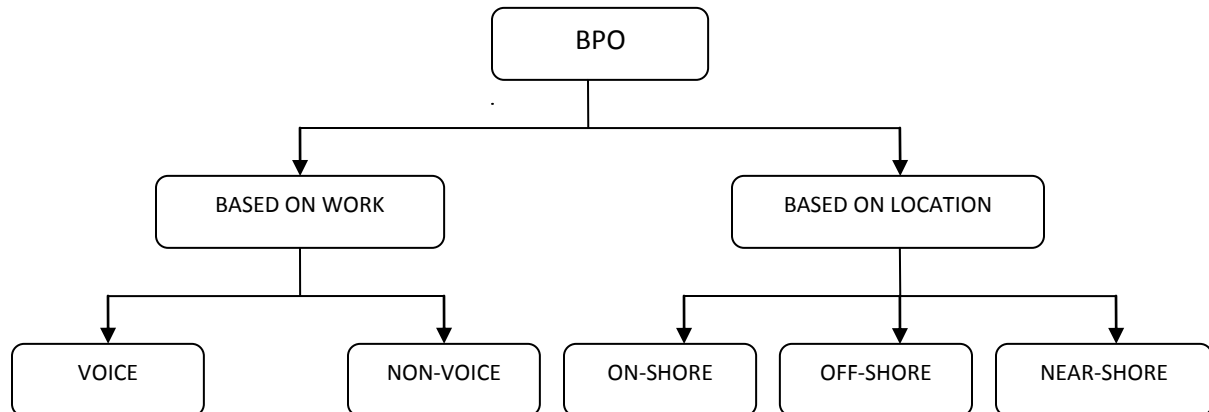 BPO
BASED ON WORK
BASED ON LOCATION
VOICE
NON-VOICE
ON-SHORE
OFF-SHORE
NEAR-SHORE